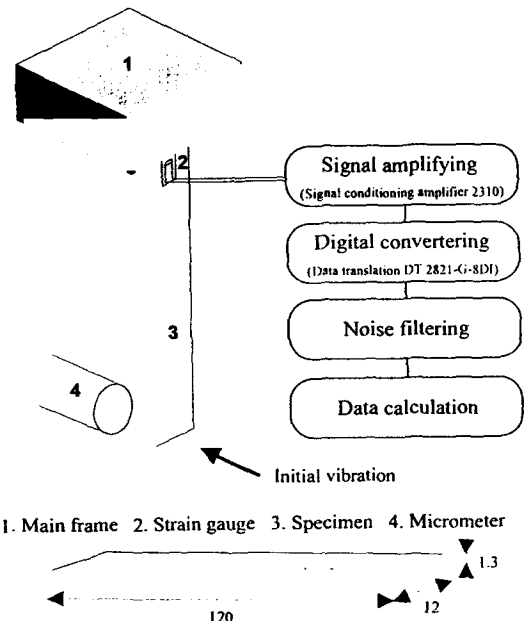 1
2
Signal amplifying
(Signal conditioning amplifier 2310)
Digital convertering
(Data translation DT 2821-G-8DI)
3
Noise filtering
4
Data calculation
Initial vibration
1. Main frame 2. Strain gauge 3. Specimen 4. Micrometer
1.3
12
120